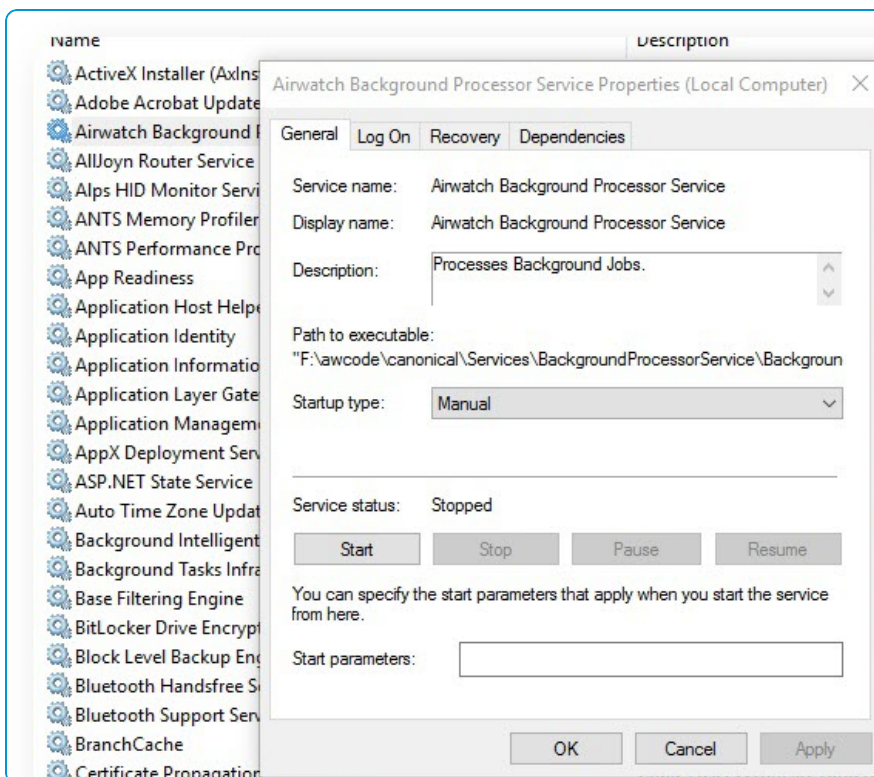 Name Description
ActiveX Installer (AxIns
Adobe Acrobat Update
Airwatch Background P
AllJoyn Router Service
Alps HID Monitor Servi
ANTS Memory Profiler
ANTS Performance Pro
App Readiness
Application Host Helpe
Application Identity
Application Informatio
Application Layer Gate
Application Manageme
AppX Deployment Serv
ASP.NET State Service
Auto Time Zone Updat
Background Intelligent
Background Tasks Infra
Base Filtering Engine
BitLocker Drive Encrypt
Block Level Backup Eng
Bluetooth Handsfree Se
Bluetooth Support Serv
BranchCache
Certificate Propagation
Airwatch Background Processor Service Properties (Local Computer)
General Log On Recovery Dependencies
Service name: Airwatch Background Processor Service
Display name: Airwatch Background Processor Service
Description: Processes Background Jobs.
Path to executable:
"F:\awcode\canonical\Services\BackgroundProcessorService\Backgroun
Startup type: Manual
Service status: Stopped
Start Stop Pause Resume
You can specify the start parameters that apply when you start the service
from here.
Start parameters:
OK Cancel Apply